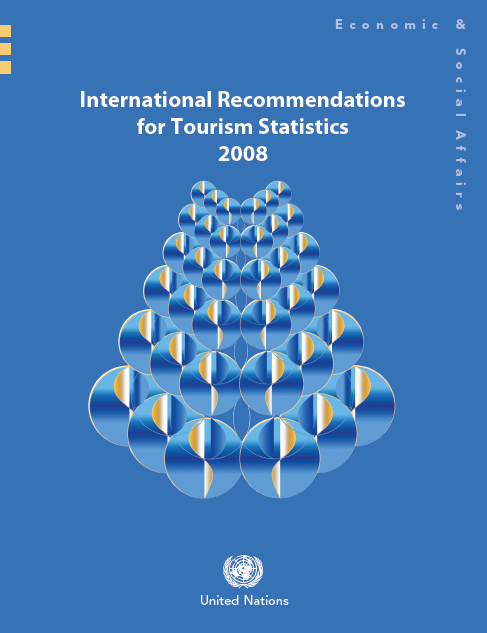 Economic &
Social Affairs
International Recommendations
for Tourism Statistics
2008
United Nations